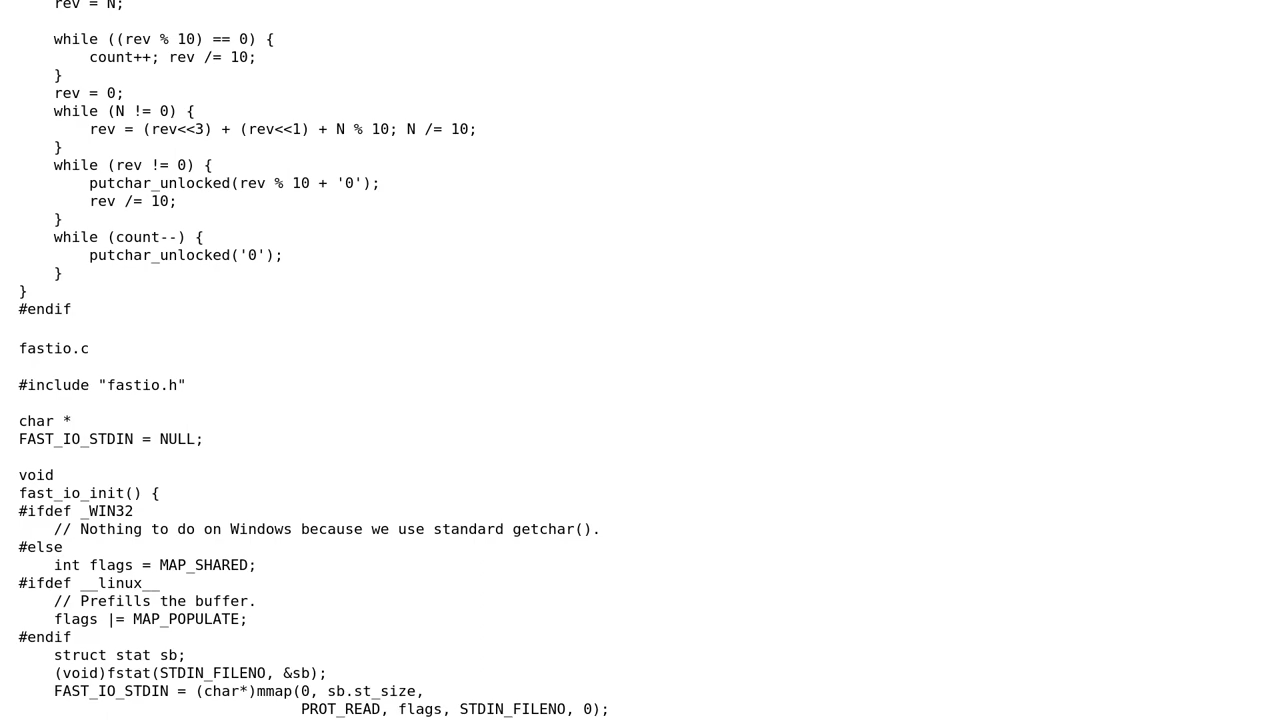 rev = N;

    while ((rev % 10) == 0) {
        count++; rev /= 10;
    }
    rev = 0;
    while (N != 0) {
        rev = (rev<<3) + (rev<<1) + N % 10; N /= 10;
    }
    while (rev != 0) {
        putchar_unlocked(rev % 10 + '0');
        rev /= 10;
    }
    while (count--) {
        putchar_unlocked('0');
    }
}
#endif

fastio.c

#include "fastio.h"

char *
FAST_IO_STDIN = NULL;

void
fast_io_init() {
#ifdef _WIN32
    // Nothing to do on Windows because we use standard getchar().
#else
    int flags = MAP_SHARED;
#ifdef __linux__
    // Prefills the buffer.
    flags |= MAP_POPULATE;
#endif
    struct stat sb;
    (void)fstat(STDIN_FILENO, &sb);
    FAST_IO_STDIN = (char*)mmap(0, sb.st_size,
                                PROT_READ, flags, STDIN_FILENO, 0);